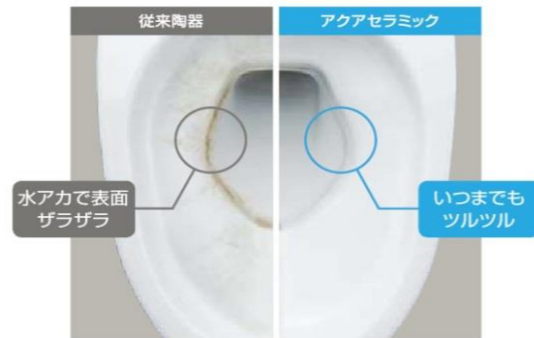 従来陶器
アクアセラミック
水アカで表面
ザラザラ
いつまでも
ツルツル